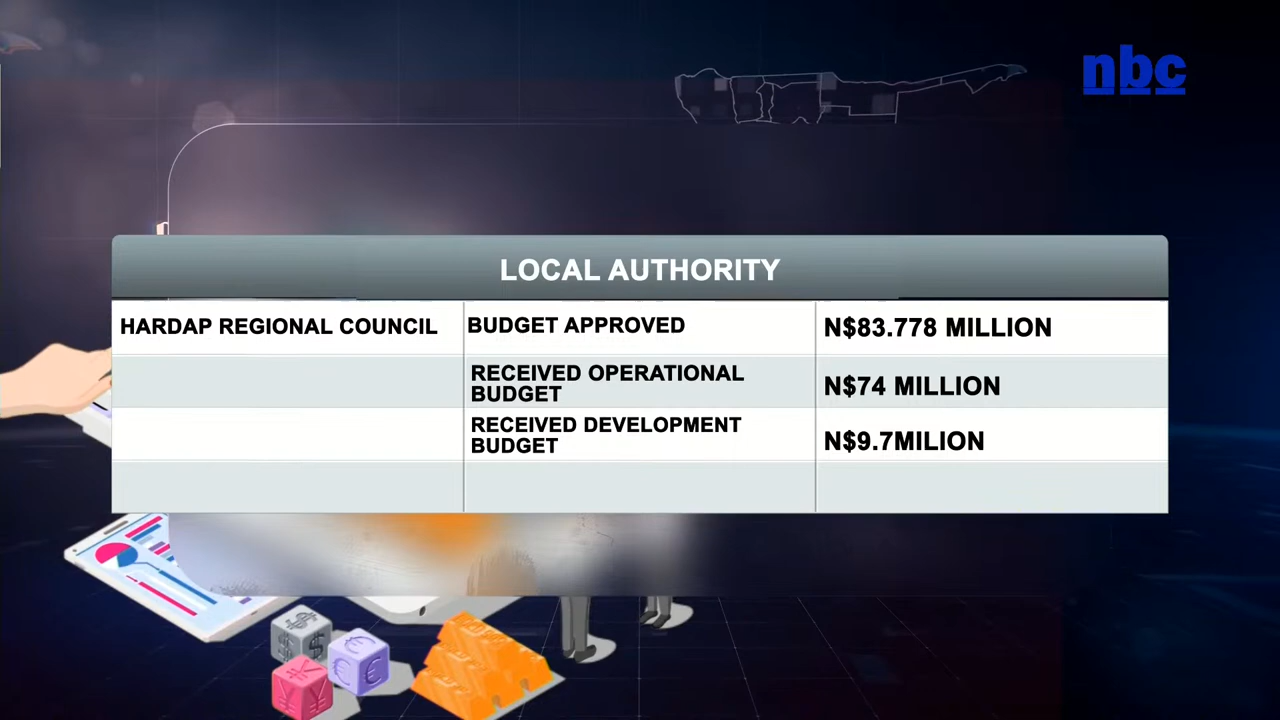 nbc
LOCAL AUTHORITY
HARDAP REGIONAL COUNCIL BUDGET APPROVED N$83.778 MILLION
RECEIVED OPERATIONAL
BUDGET
N$74 MILLION
RECEIVED DEVELOPMENT
BUDGET
N$9.7MILION
$ $ $
€ € €
¥ ¥ ¥